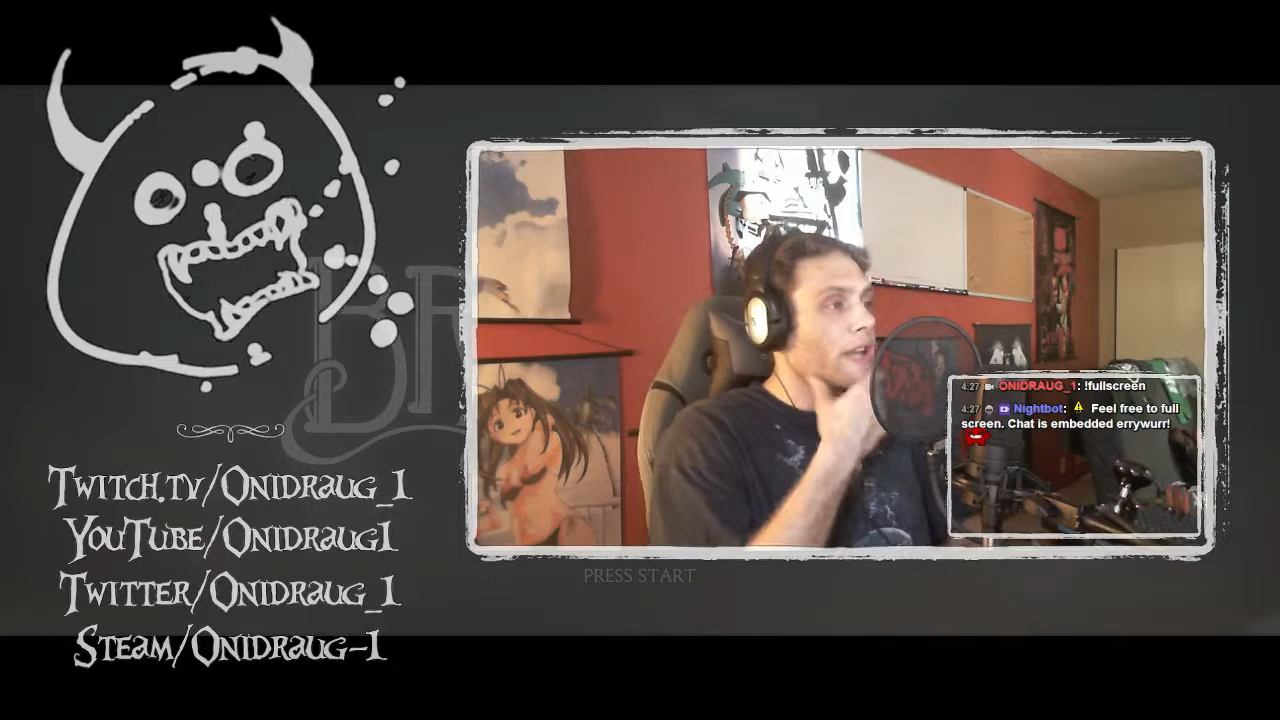 Twitch.tv/Onidraug_1
YouTube/Onidraug1
Twitter/Onidraug_1
Steam/Onidraug-1
4:27 ONIDRAUG_1: !fullscreen
4:27 Nightbot: ⚠ Feel free to full
screen. Chat is embedded errywurr!
PRESS START